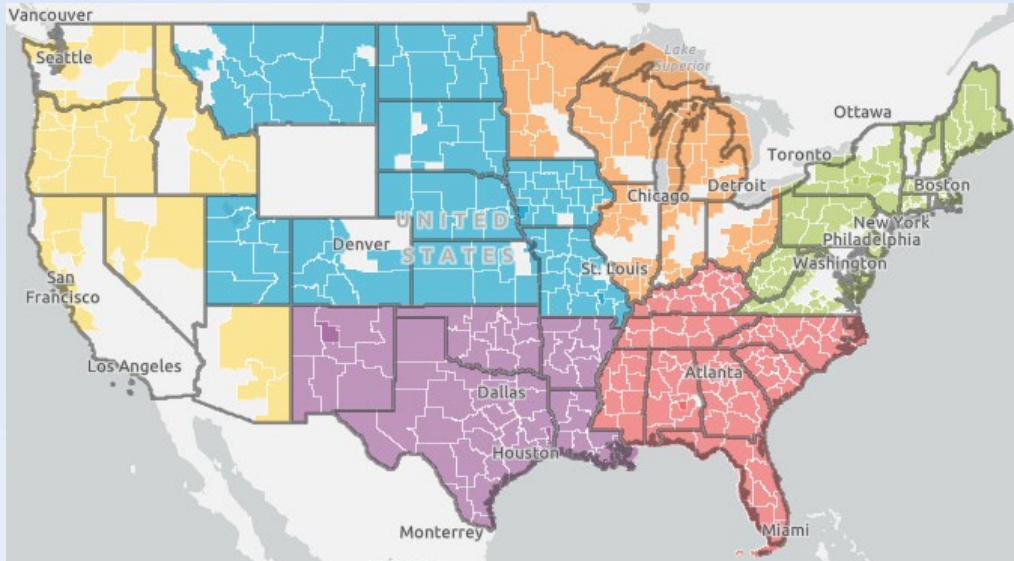 Vancouver
Seattle
Lake
Superior
Ottawa
Toronto
Boston
Chicago
Detroit
New York
UNITED
Denver
Philadelphia
STATES
St. Louis
Washington
San
Francisco
Los Angeles
Atlanta
Dallas
Houston
Monterrey
Miami